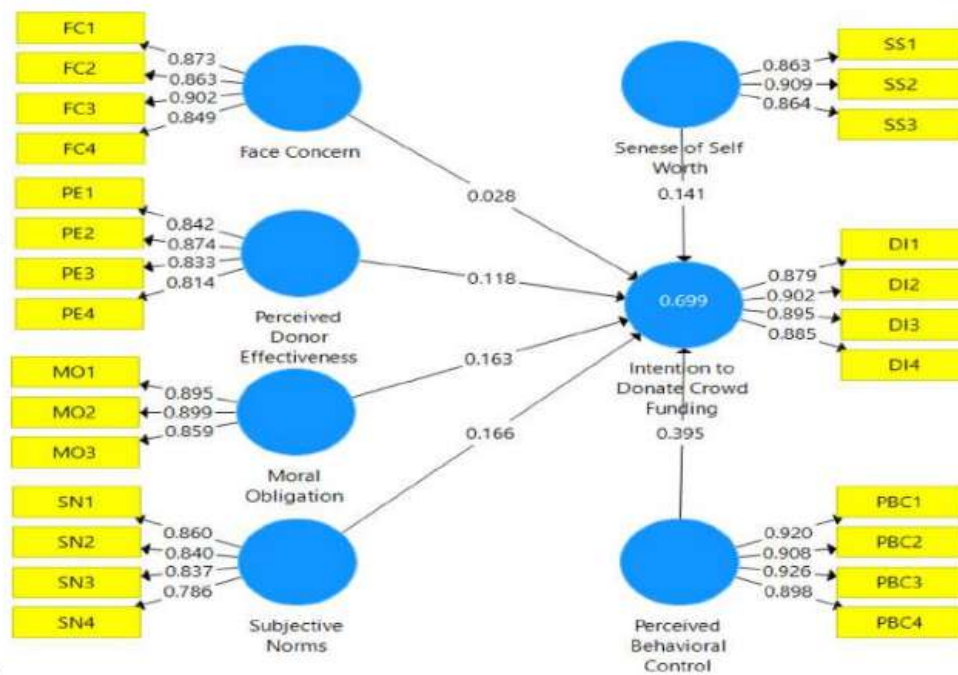 FC1
FC2
FC3
FC4
0.873
0.863
0.902
0.849
Face Concern
PE1
PE2
PE3
PE4
0.842
0.874
0.833
0.814
Perceived
Donor
Effectiveness
MO1
MO2
MO3
0.895
0.899
0.859
Moral
Obligation
SN1
SN2
SN3
SN4
0.860
0.840
0.837
0.786
Subjective
Norms
0.028
0.118
0.163
0.166
Senese of Self
Worth
0.863
0.909
0.864
SS1
SS2
SS3
0.141
0.699
Intention to
Donate Crowd
Funding
0.879
0.902
0.895
0.885
DI1
DI2
DI3
DI4
0.395
Perceived
Behavioral
Control
0.920
0.908
0.926
0.898
PBC1
PBC2
PBC3
PBC4